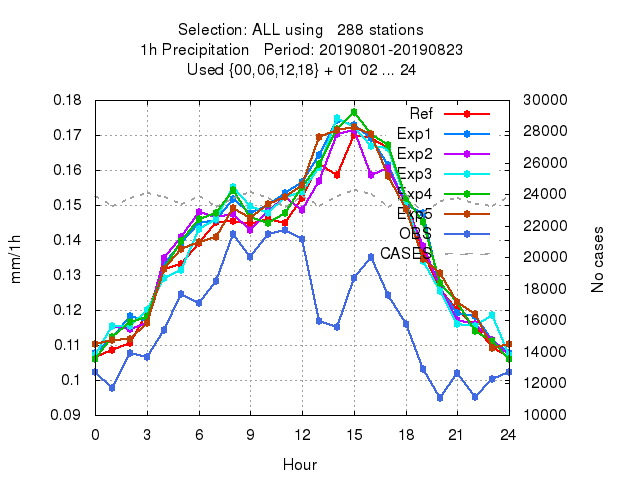 Selection: ALL using   288 stations
1h Precipitation   Period: 20190801-20190823
Used {00,06,12,18} + 01 02 ... 24
0.18
0.17
0.16
0.15
0.14
0.13
0.12
0.11
0.1
0.09
30000
28000
26000
24000
22000
20000
18000
16000
14000
12000
10000
Ref
Exp1
Exp2
Exp3
Exp4
Exp5
OBS
CASES
mm/1h
No cases
0 3 6 9 12 15 18 21 24
Hour